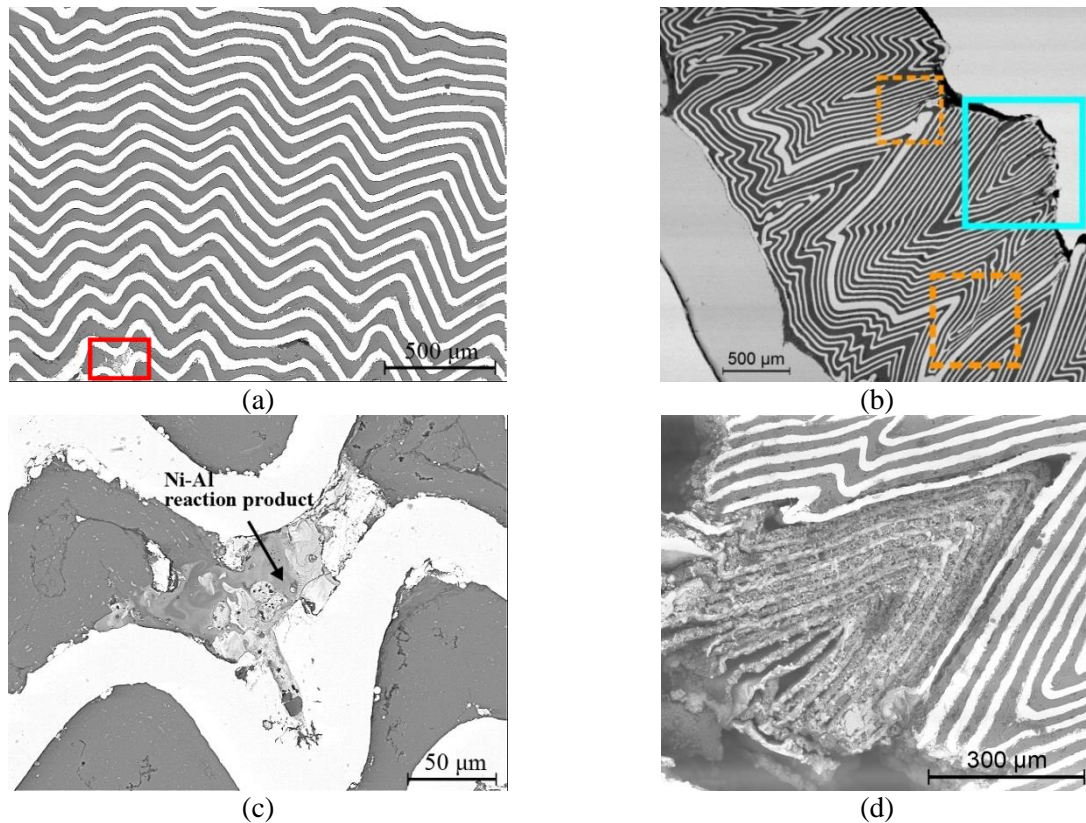 500 µm
(a)
500 µm
(b)
Ni-Al
reaction product
50 µm
(c)
300 µm
(d)